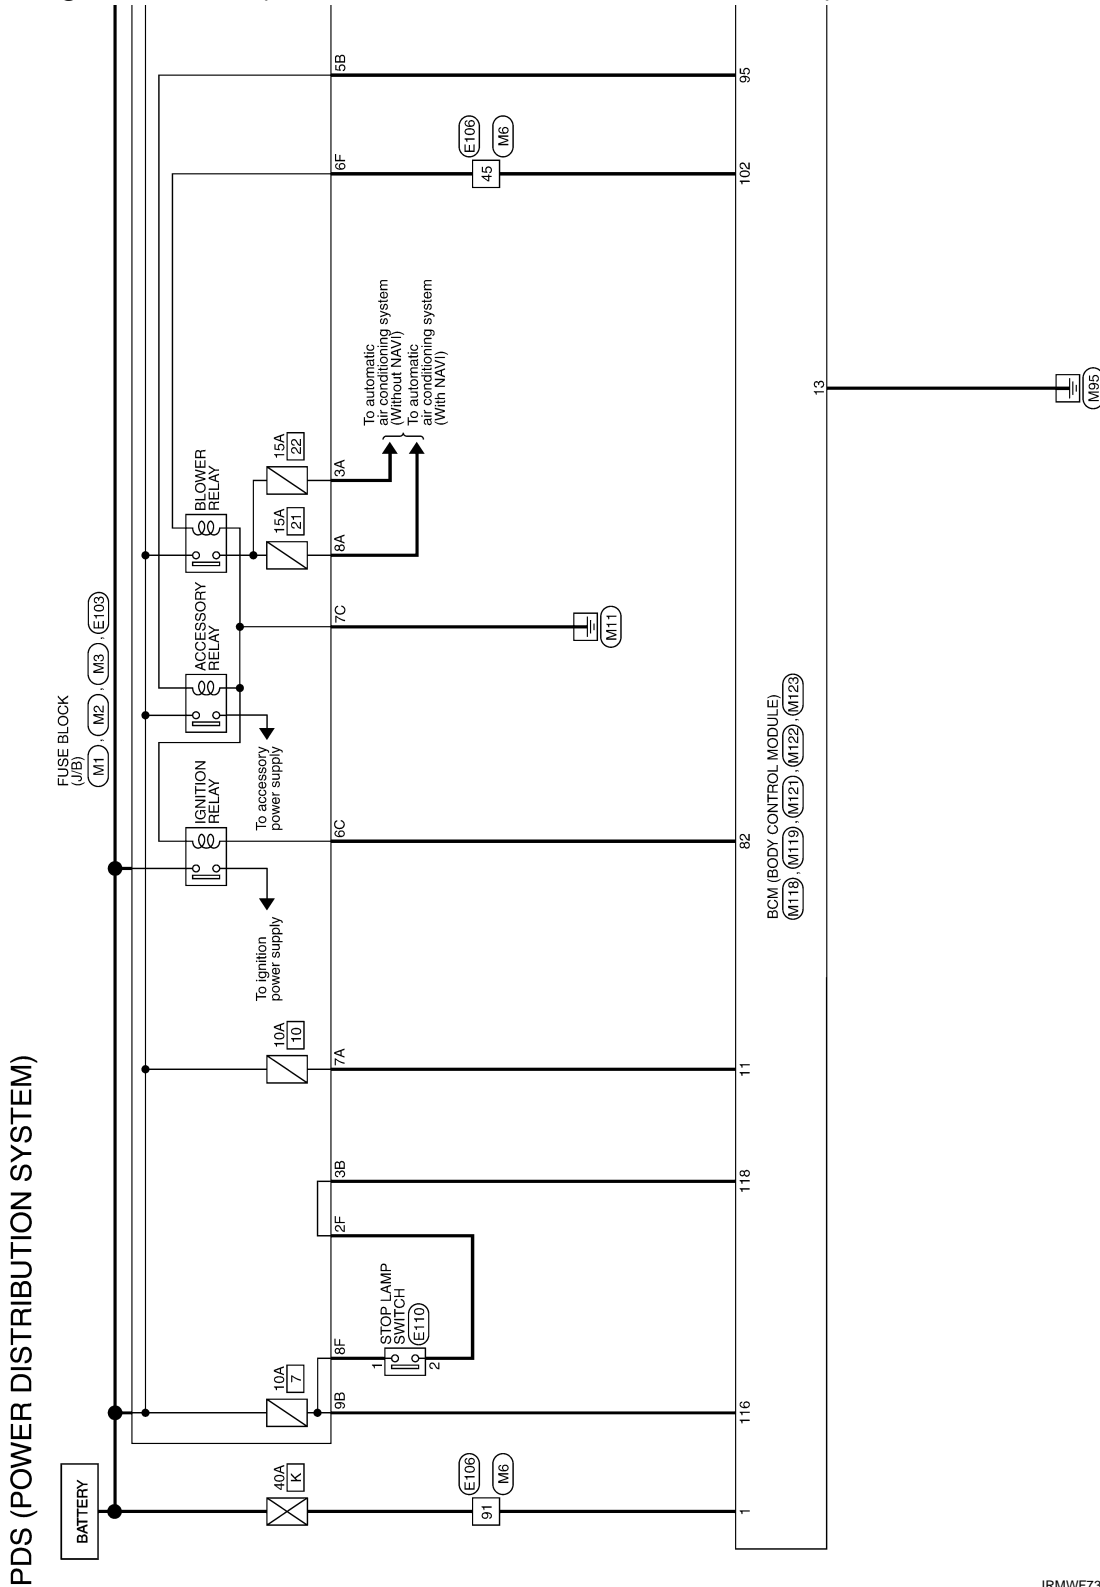 PDS (POWER DISTRIBUTION SYSTEM)
BATTERY
FUSE BLOCK
(J/B)
M1 , M2 , M3 , E103
40A
K
10A
7
10A
10
IGNITION
RELAY
ACCESSORY
RELAY
BLOWER
RELAY
15A
21
15A
22
To ignition
power supply
To accessory
power supply
9B
8F
2F
3B
7A
6C
7C
8A
3A
6F
5B
STOP LAMP
SWITCH
E110
1
2
To automatic
air conditioning system
(Without NAVI)
To automatic
air conditioning system
(With NAVI)
91
E106
M6
45
E106
M6
M11
1
116
118
11
82
102
95
BCM (BODY CONTROL MODULE)
M118 , M119 , M121 , M122 , M123
13
M95